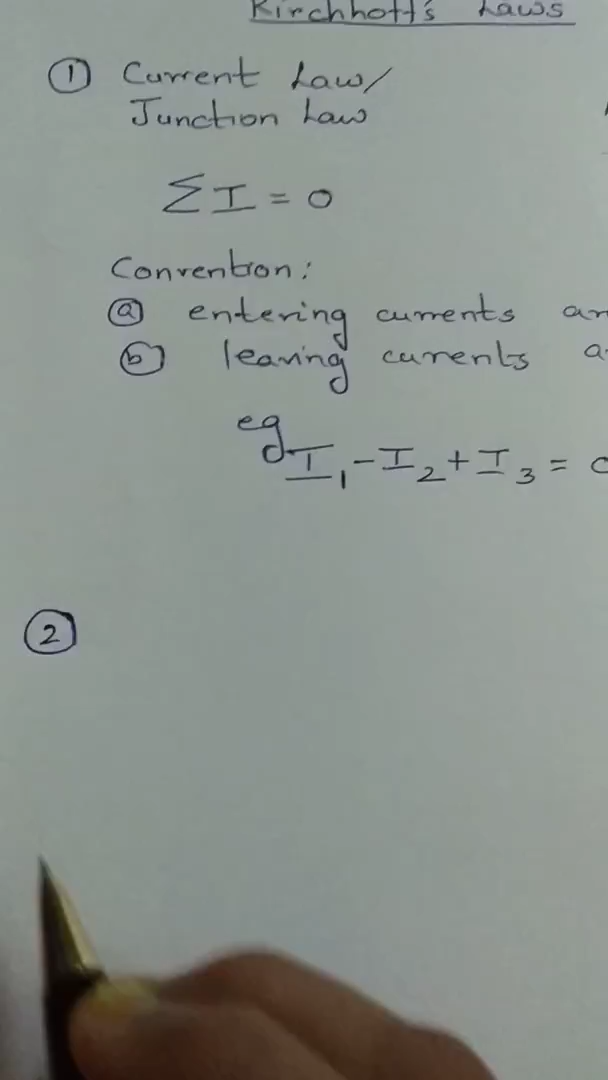 Kirchhoff's Laws
① Current Law/
Junction Law
ΣI = 0
Convention:
ⓐ entering currents
ⓑ leaving currents
eg
I₁ - I₂ + I₃ =
②